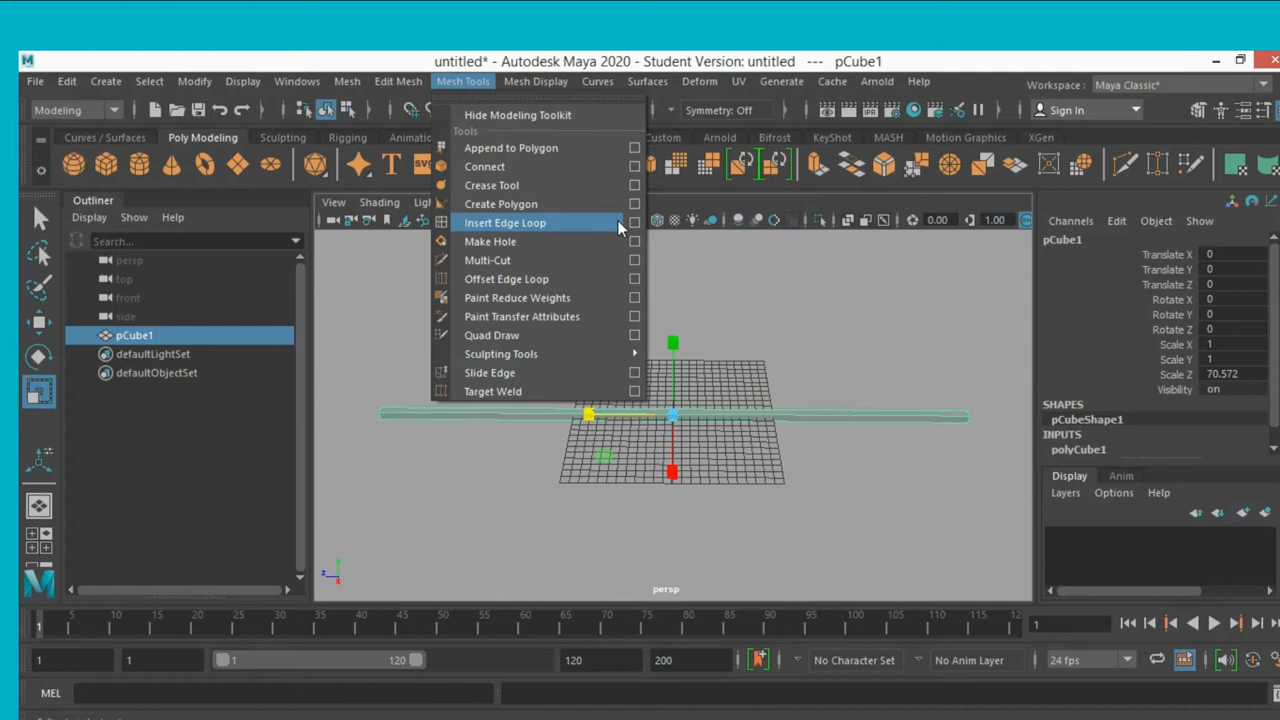 untitled* - Autodesk Maya 2020 - Student Version: untitled --- pCube1
File Edit Create Select Modify Display Windows Mesh Edit Mesh Mesh Tools Mesh Display Curves Surfaces Deform UV Generate Cache Arnold Help
Workspace : Maya Classic*
Modeling
Symmetry: Off
Sign In
Curves / Surfaces Poly Modeling Sculpting Rigging Animatio Custom Arnold Bifrost KeyShot MASH Motion Graphics XGen
Hide Modeling Toolkit
Tools
Append to Polygon
Connect
Crease Tool
Create Polygon
Insert Edge Loop
Make Hole
Multi-Cut
Offset Edge Loop
Paint Reduce Weights
Paint Transfer Attributes
Quad Draw
Sculpting Tools
Slide Edge
Target Weld
Outliner
Display Show Help
Search...
persp
top
front
side
pCube1
defaultLightSet
defaultObjectSet
View Shading Ligh
0.00 1.00
persp
Channels Edit Object Show
pCube1
Translate X 0
Translate Y 0
Translate Z 0
Rotate X 0
Rotate Y 0
Rotate Z 0
Scale X 1
Scale Y 1
Scale Z 70.572
Visibility on
SHAPES
pCubeShape1
INPUTS
polyCube1
Display Anim
Layers Options Help
1 5 10 15 20 25 30 35 40 45 50 55 60 65 70 75 80 85 90 95 100 105 110 115 12
1
1 1 1 120 120 200 No Character Set No Anim Layer 24 fps
MEL